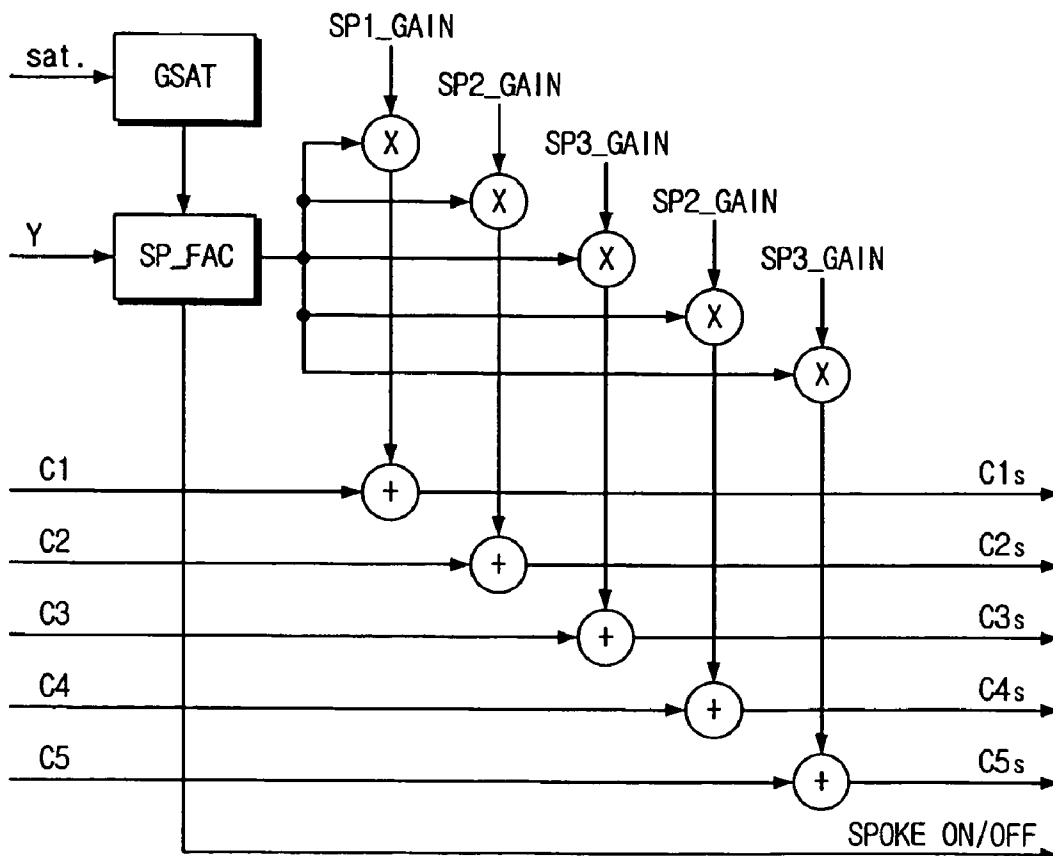 SP1_GAIN
sat.
GSAT
SP2_GAIN
X
SP3_GAIN
X
SP2_GAIN
Y
SP_FAC
X
SP3_GAIN
X
X
C1
+
C1s
C2
+
C2s
C3
+
C3s
C4
+
C4s
C5
+
C5s
SPOKE ON/OFF